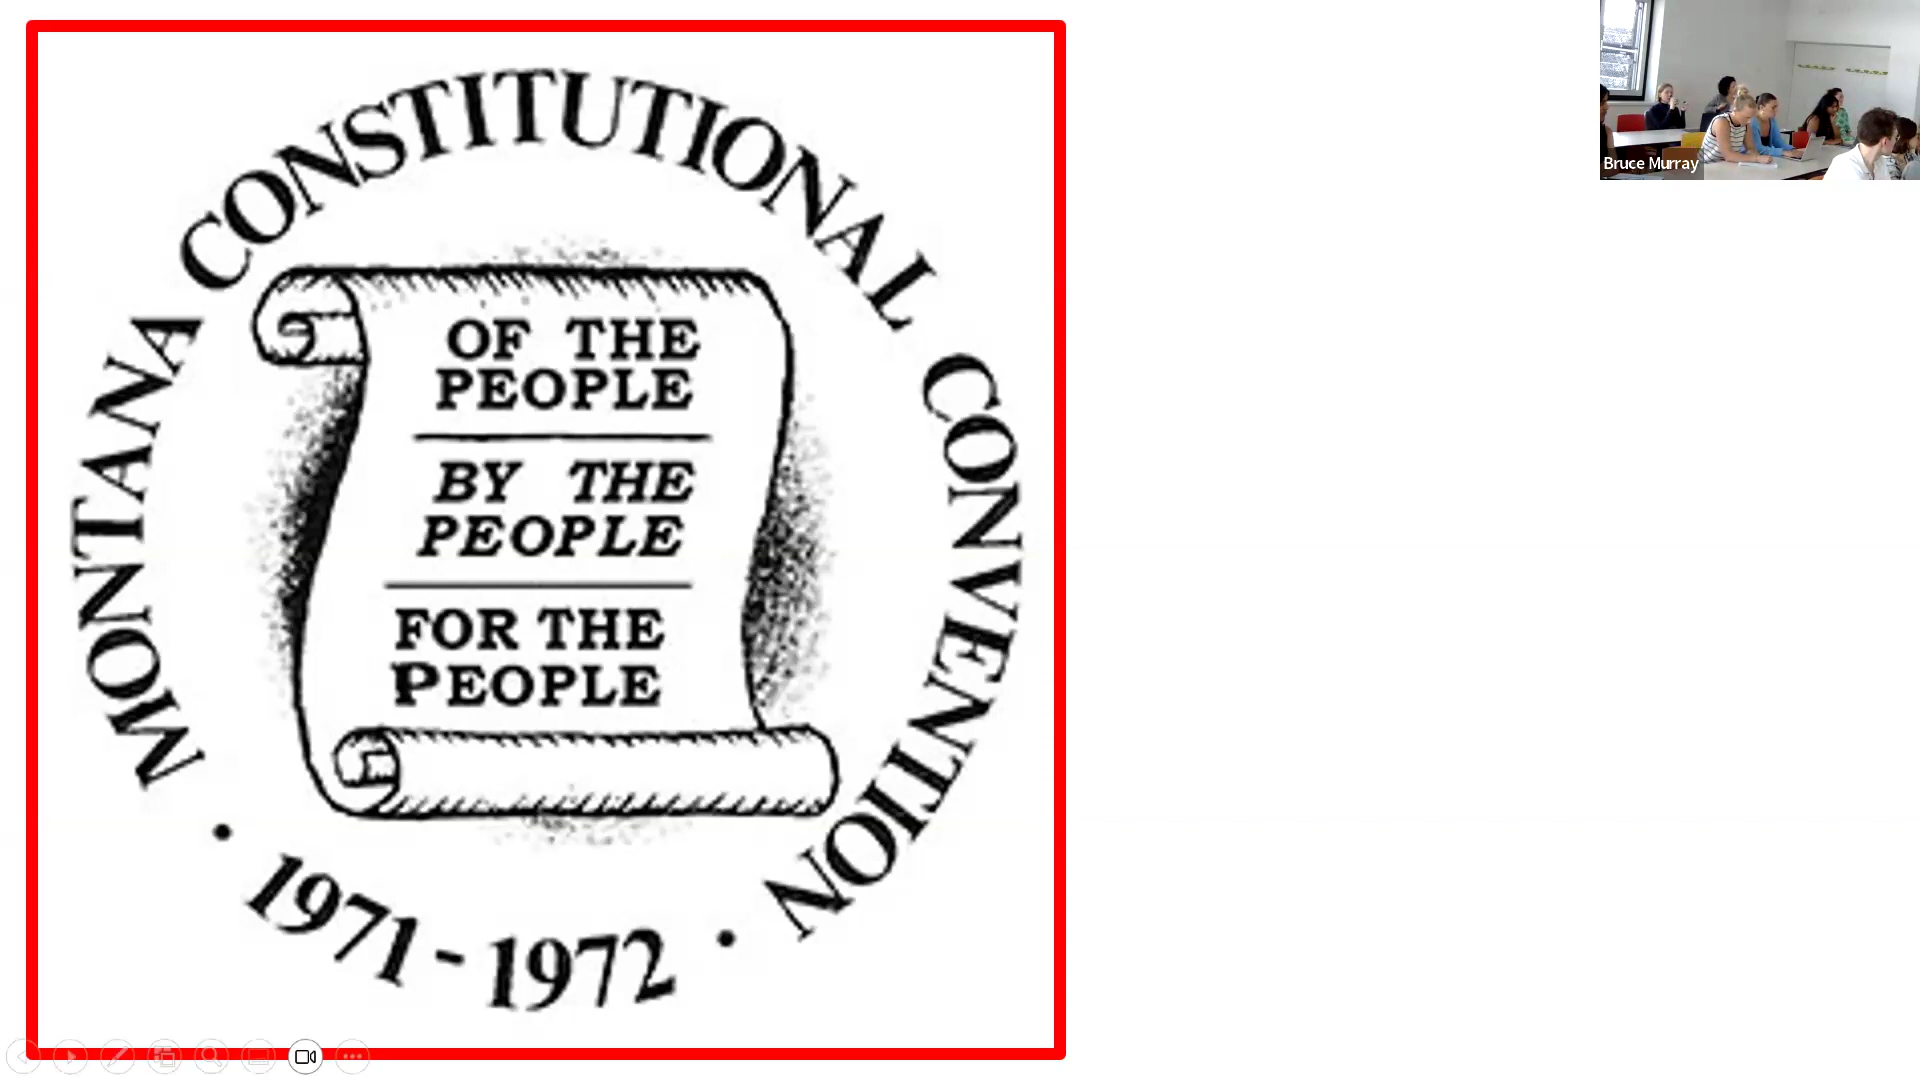 MONTANA CONSTITUTIONAL CONVENTION
OF THE
PEOPLE
BY THE
PEOPLE
FOR THE
PEOPLE
• 1971-1972 •
Bruce Murray